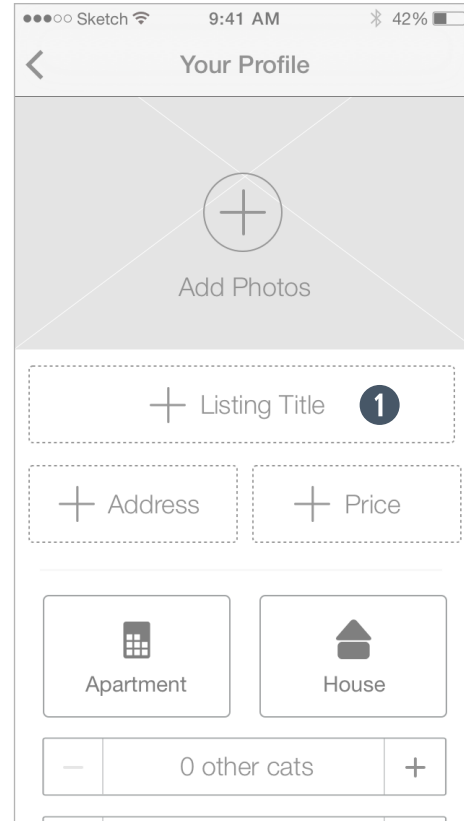 Sketch 9:41 AM 42%
Your Profile
Add Photos
Listing Title 1
Address Price
Apartment House
0 other cats